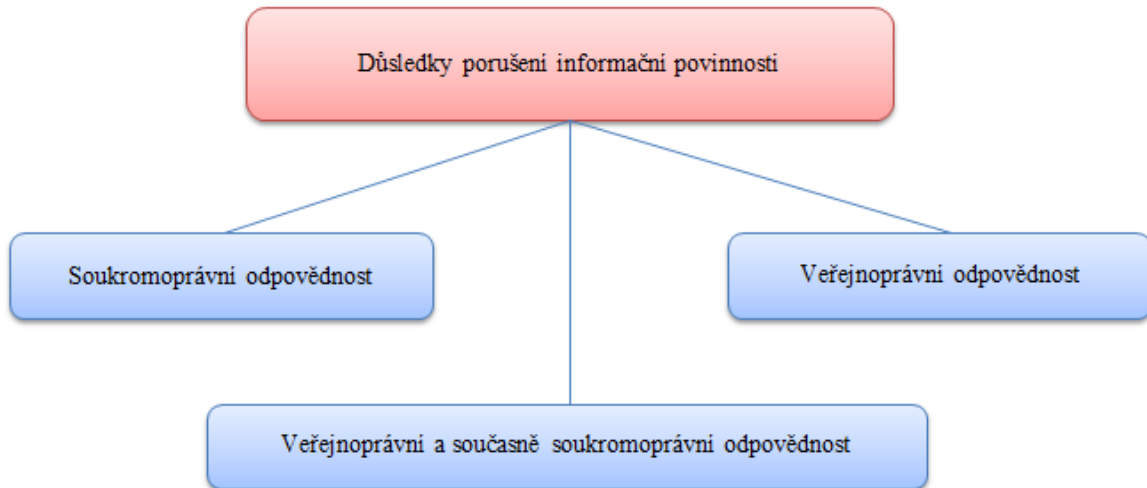 Důsledky porušení informační povinnosti
Soukromoprávní odpovědnost
Veřejnoprávní odpovědnost
Veřejnoprávní a současně soukromoprávní odpovědnost